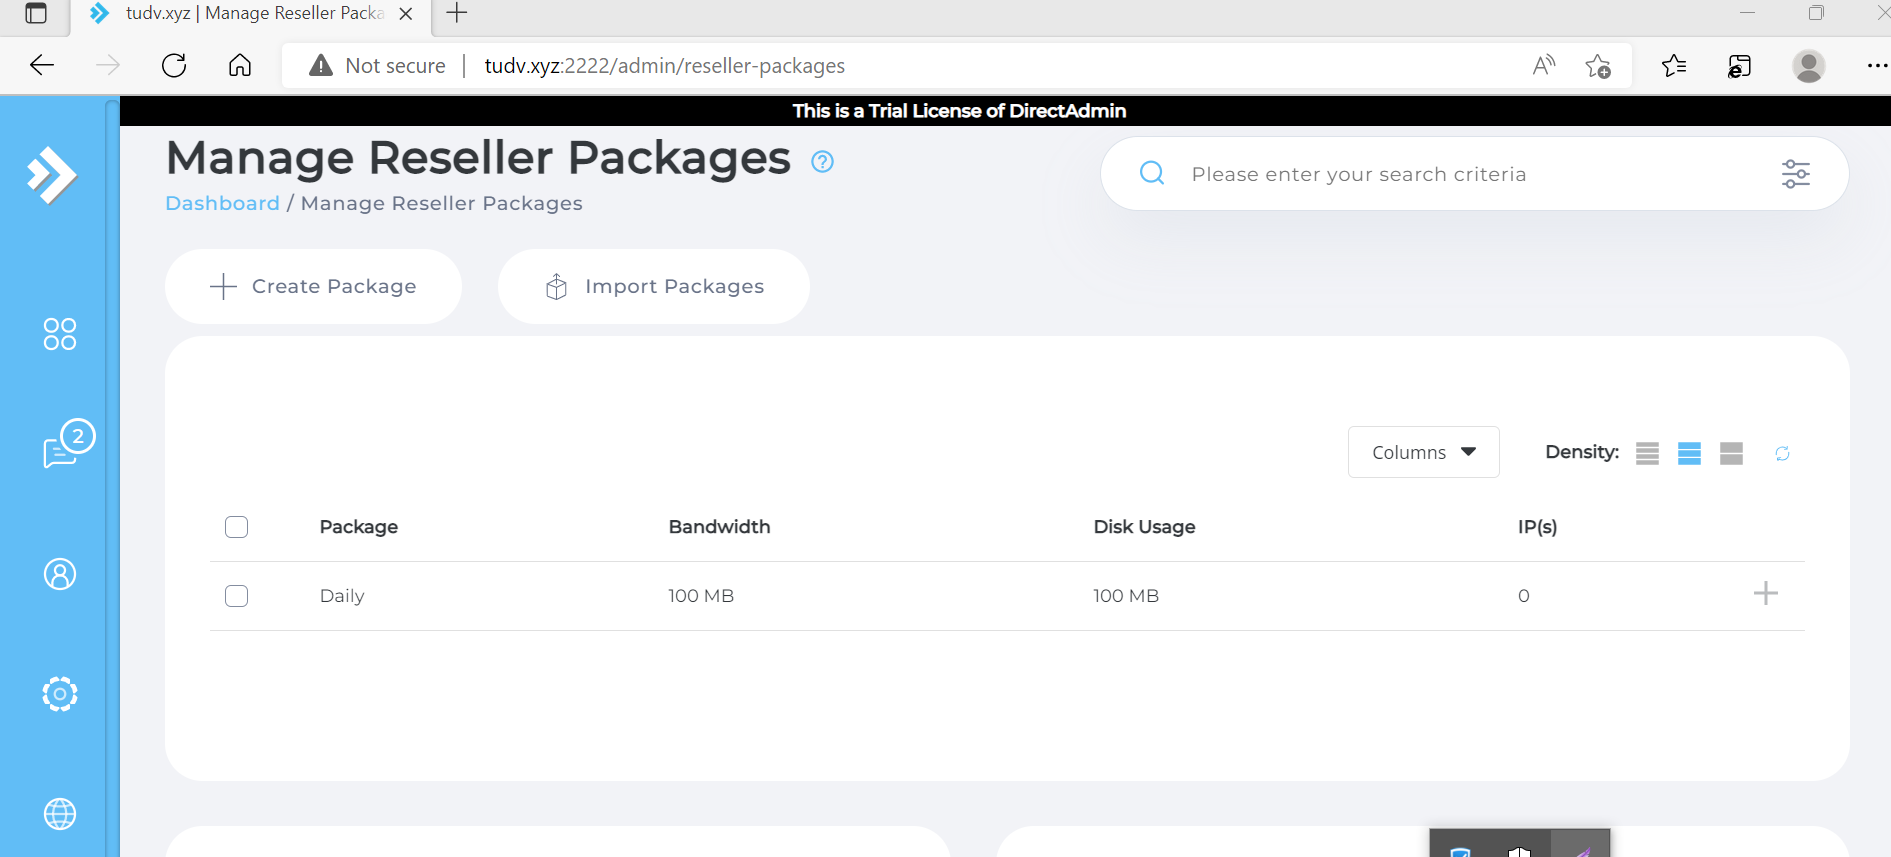 tudv.xyz | Manage Reseller Packa
Not secure | tudv.xyz:2222/admin/reseller-packages
This is a Trial License of DirectAdmin
Manage Reseller Packages ?
Please enter your search criteria
Dashboard / Manage Reseller Packages
Create Package
Import Packages
2
Columns
Density:
Package Bandwidth Disk Usage IP(s)
Daily 100 MB 100 MB 0